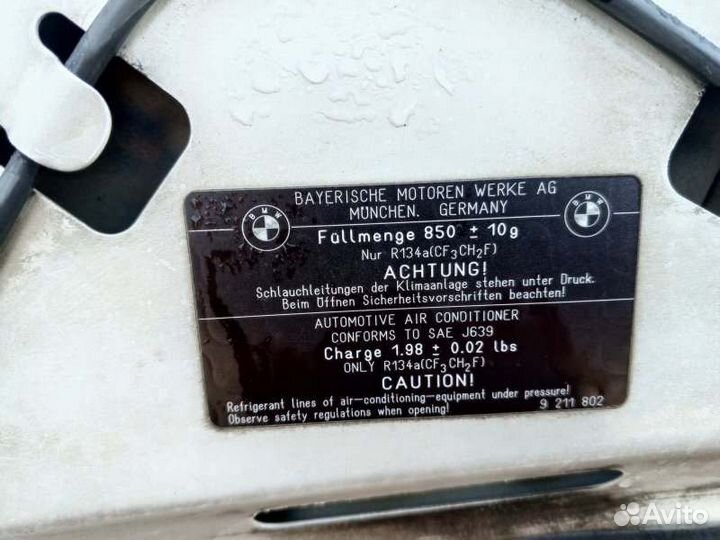 BAYERISCHE MOTOREN WERKE AG
MÜNCHEN. GERMANY
BMW
BMW
Füllmenge 850 ± 10g
Nur R134a(CF3CH2F)
ACHTUNG!
Schlauchleitungen der Klimaanlage stehen unter Druck.
Beim Öffnen Sicherheitsvorschriften beachten!
AUTOMOTIVE AIR CONDITIONER
CONFORMS TO SAE J639
Charge 1.98 ± 0.02 lbs
ONLY R134a(CF3CH2F)
CAUTION!
Refrigerant lines of air-conditioning-equipment under pressure!
Observe safety regulations when opening!
9 211 802
Avito